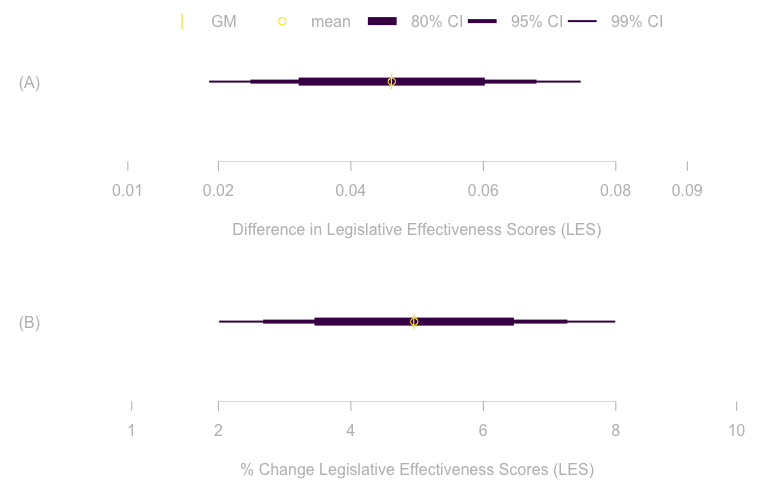 GM mean 80% CI 95% CI 99% CI
(A)
0.01 0.02 0.04 0.06 0.08 0.09
Difference in Legislative Effectiveness Scores (LES)
(B)
1 2 4 6 8 10
% Change Legislative Effectiveness Scores (LES)